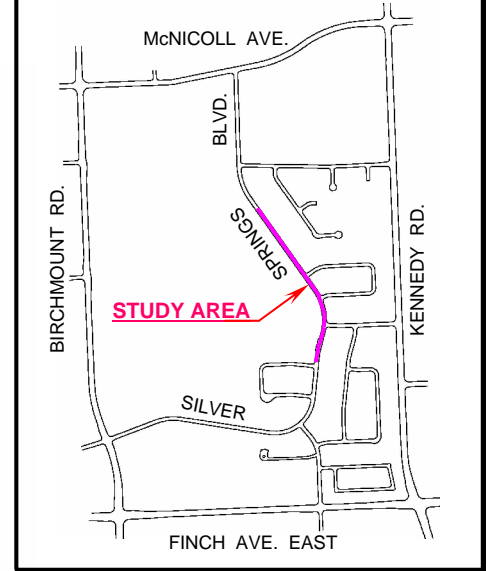 McNICOLL AVE.
BLVD.
BIRCHMOUNT RD.
SPRINGS
KENNEDY RD.
STUDY AREA
SILVER
FINCH AVE. EAST